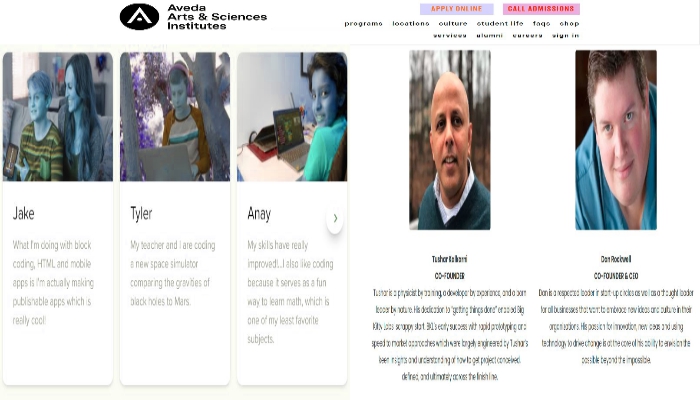 Aveda
Arts & Sciences
Institutes
APPLY ONLINE
CALL ADMISSIONS
programs locations culture student life faqs shop
services alumni careers sign in
Jake
What I'm doing with block
coding, HTML and mobile
apps is I'm actually making
publishable apps which is
really cool!
Tyler
My teacher and I are coding
a new space simulator
comparing the gravities of
black holes to Mars.
Anay
My skills have really
improved!..I also like coding
because it serves as a fun
way to learn math, which is
one of my least favorite
subjects.
Tushar Kulkarni
CO-FOUNDER
Tushar is a physicist by training, a developer by experience, and a born
leader by nature. His dedication to "getting things done" enabled Big
Kitty Labs scrappy start. BKL's early success with rapid prototyping and
speed to market approaches which were largely engineered by Tushar's
keen insights and understanding of how to get project conceived,
defined, and ultimately across the finish line.
Dan Rockwell
CO-FOUNDER & CEO
Dan is a respected leader in start-up circles as well as a thought leader
for all businesses that want to embrace new ideas and culture in their
organizations. His passion for innovation, new ideas and using
technology to drive change is at the core of his ability to envision the
possible beyond the impossible.